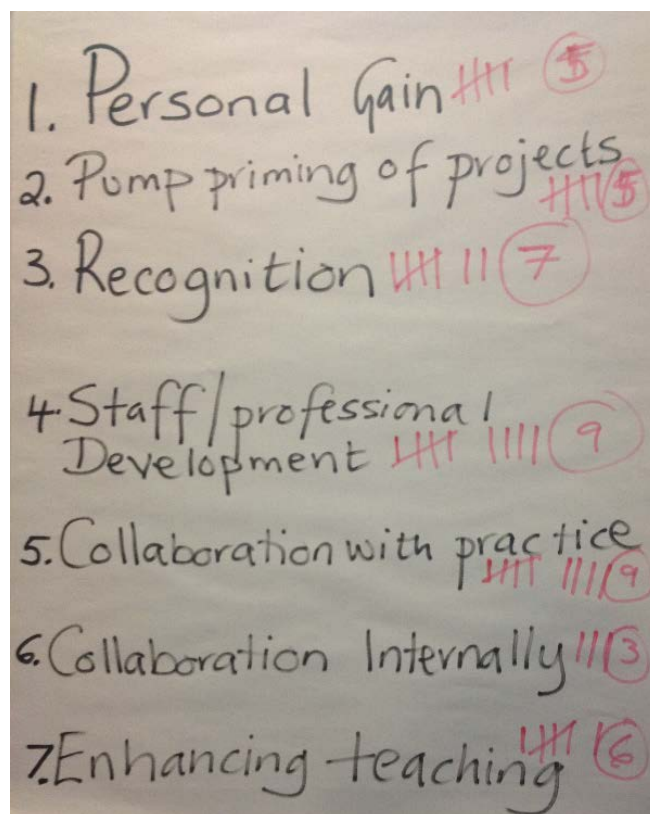 1. Personal Gain 5
2. Pump priming of projects
5
3. Recognition 7
4. Staff/professional
Development 9
5. Collaboration with practice
9
6. Collaboration Internally 3
7. Enhancing teaching 6